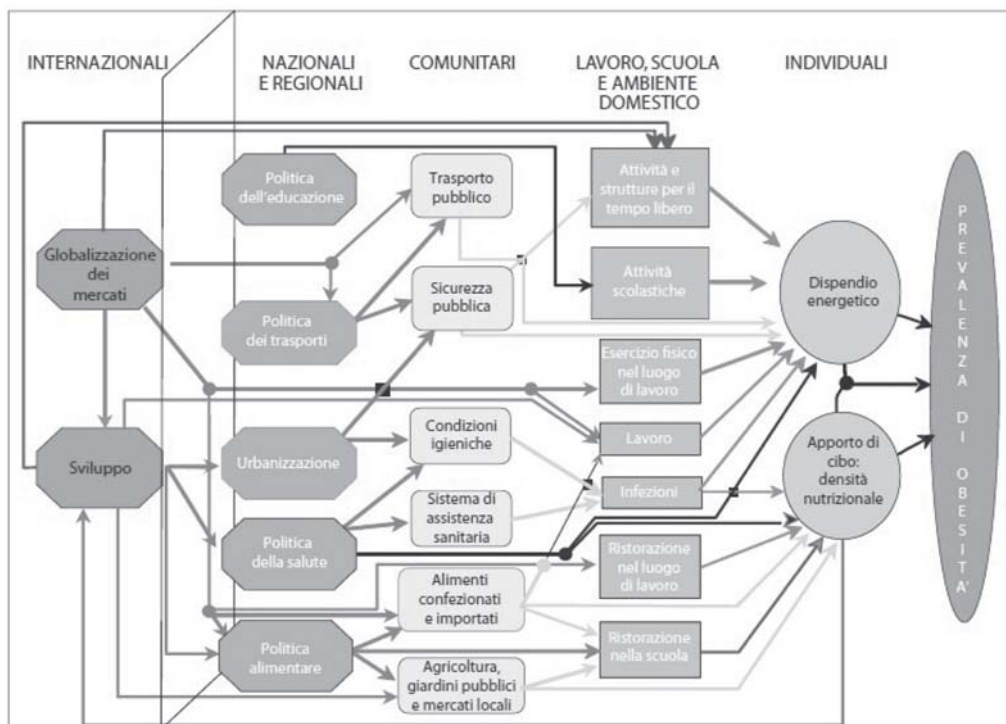 INTERNAZIONALI
NAZIONALI
E REGIONALI
COMUNITARI
LAVORO, SCUOLA
E AMBIENTE
DOMESTICO
INDIVIDUALI
Globalizzazione
dei
mercati
Sviluppo
Politica
dell'educazione
Politica
dei trasporti
Urbanizzazione
Politica
della salute
Politica
alimentare
Trasporto
pubblico
Sicurezza
pubblica
Condizioni
igieniche
Sistema di
assistenza
sanitaria
Alimenti
confezionati
e importati
Agricoltura,
giardini pubblici
e mercati locali
Attività e
strutture per il
tempo libero
Attività
scolastiche
Esercizio fisico
nel luogo
di lavoro
Lavoro
Infezioni
Ristorazione
nel luogo
di lavoro
Ristorazione
nella scuola
Dispendio
energetico
Apporto di
cibo:
densità
nutrizionale
PREVALENZA DI OBESITA'